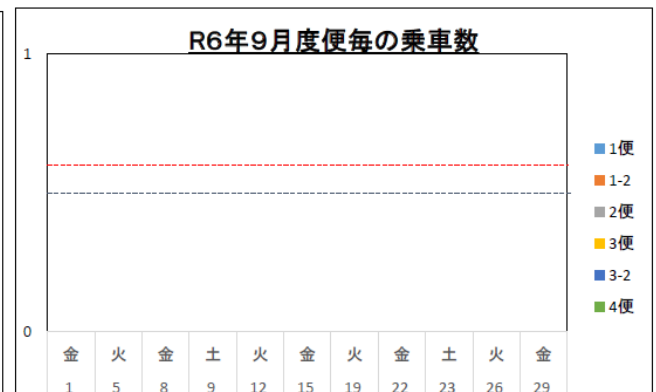 R6年9月度便毎の乗車数
1
0
1便
1-2
2便
3便
3-2
4便
金 火 金 土 火 金 火 金 土 火 金
1 5 8 9 12 15 19 22 23 26 29